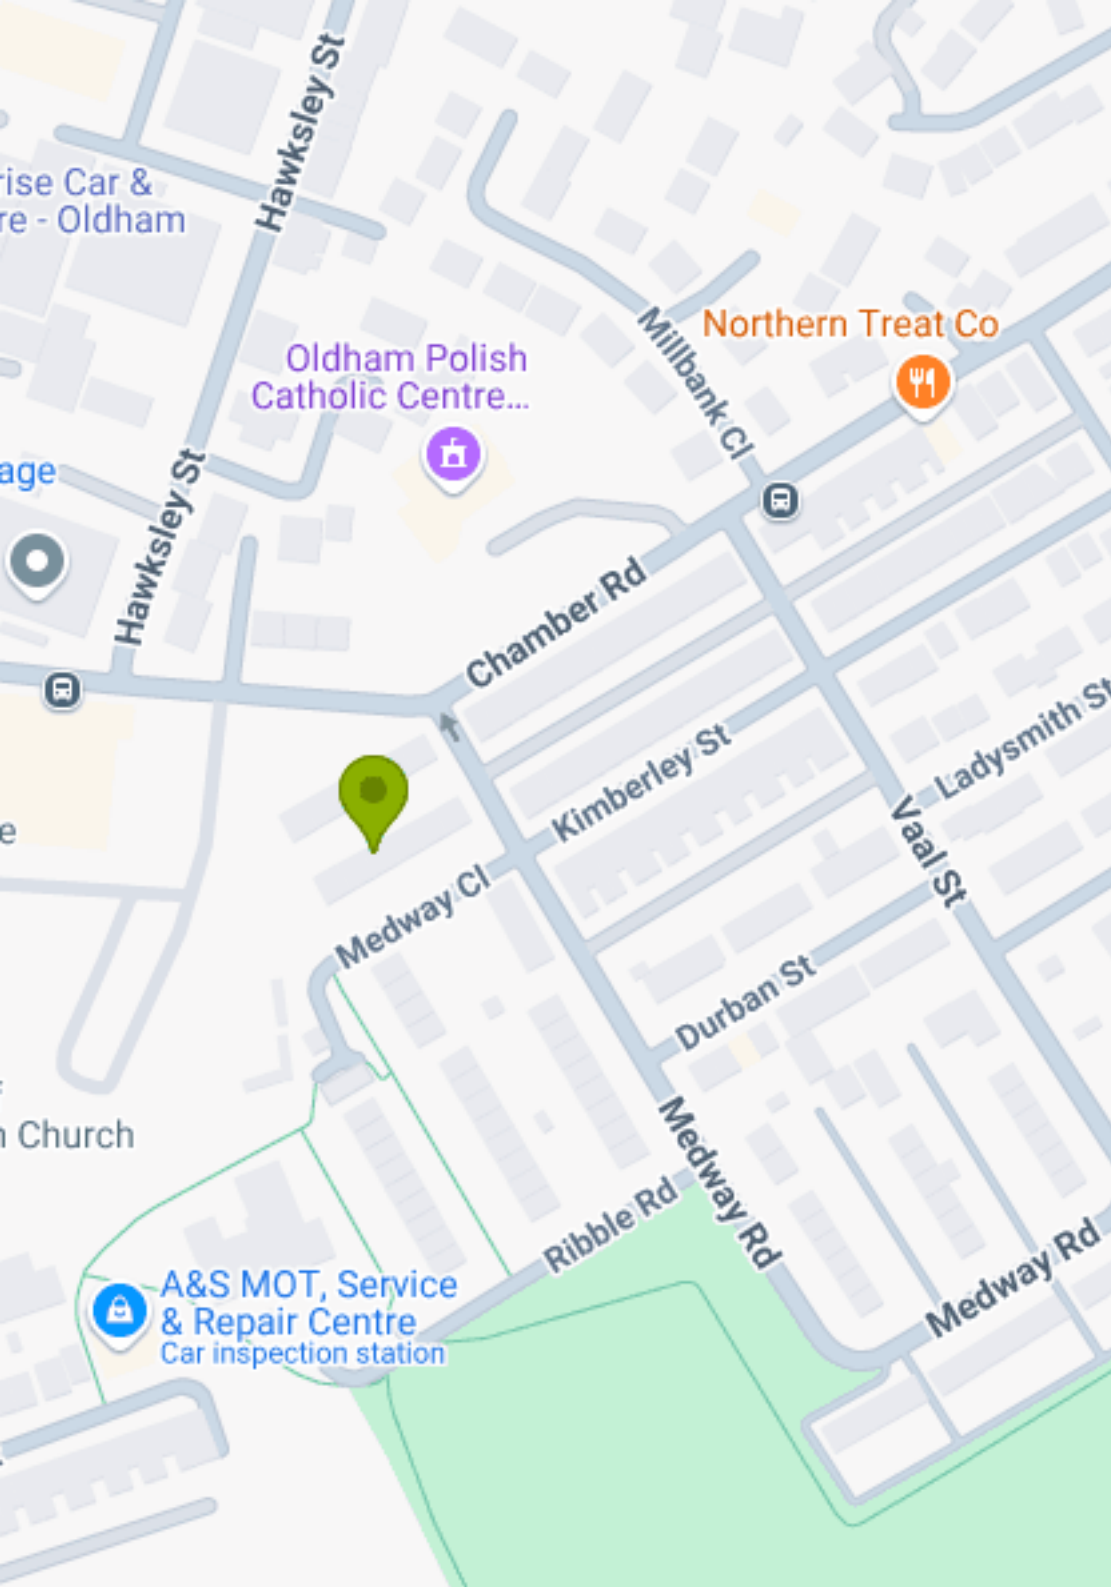 Hawksley St
rise Car &
re - Oldham
Northern Treat Co
Millbank Cl
Oldham Polish
Catholic Centre...
age
Hawksley St
Chamber Rd
Kimberley St
Ladysmith St
e
Vaal St
Medway Cl
Durban St
n Church
Medway Rd
Ribble Rd
Medway Rd
A&S MOT, Service
& Repair Centre
Car inspection station